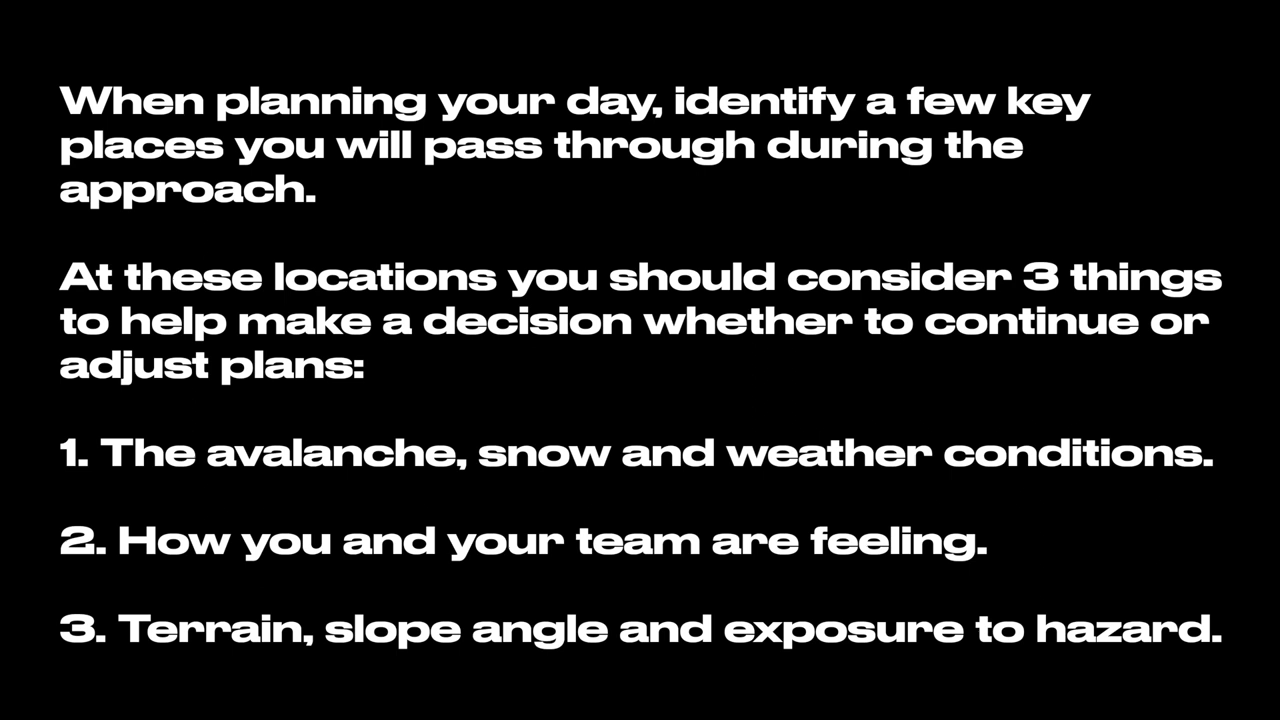 When planning your day, identify a few key
places you will pass through during the
approach.
At these locations you should consider 3 things
to help make a decision whether to continue or
adjust plans:
1. The avalanche, snow and weather conditions.
2. How you and your team are feeling.
3. Terrain, slope angle and exposure to hazard.